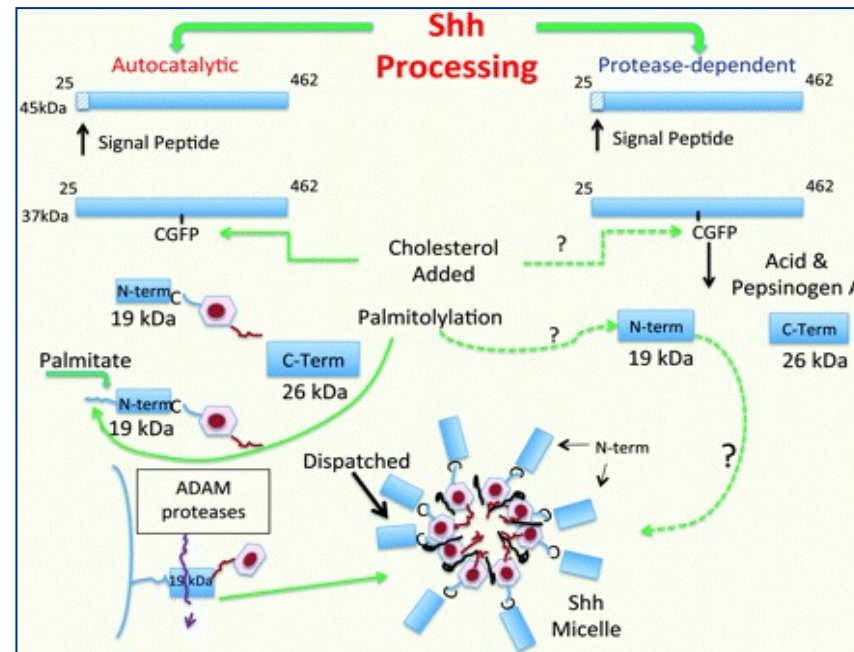 Shh
Processing
Autocatalytic
Protease-dependent
25
462
45kDa
Signal Peptide
25
462
Signal Peptide
25
462
37kDa
CGFP
25
462
CGFP
Cholesterol
Added
?
Acid &
Pepsinogen A
N-term
C
19 kDa
C-Term
26 kDa
Palmitolylation
?
N-term
19 kDa
C-Term
26 kDa
Palmitate
N-term
C
19 kDa
?
Dispatched
N-term
ADAM
proteases
19 kDa
Shh
Micelle